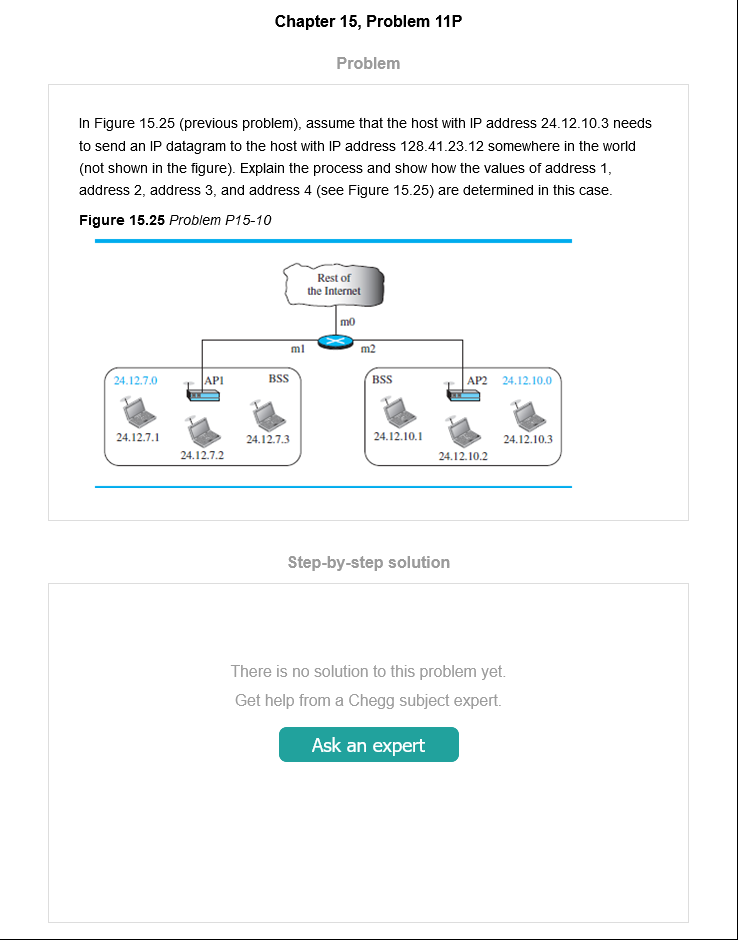 Chapter 15, Problem 11P
Problem
In Figure 15.25 (previous problem), assume that the host with IP address 24.12.10.3 needs
to send an IP datagram to the host with IP address 128.41.23.12 somewhere in the world
(not shown in the figure). Explain the process and show how the values of address 1,
address 2, address 3, and address 4 (see Figure 15.25) are determined in this case.
Figure 15.25 Problem P15-10
Rest of
the Internet
m0
m1 m2
24.12.7.0 AP1 BSS BSS AP2 24.12.10.0
24.12.7.1 24.12.7.3 24.12.10.1 24.12.10.3
24.12.7.2 24.12.10.2
Step-by-step solution
There is no solution to this problem yet.
Get help from a Chegg subject expert.
Ask an expert